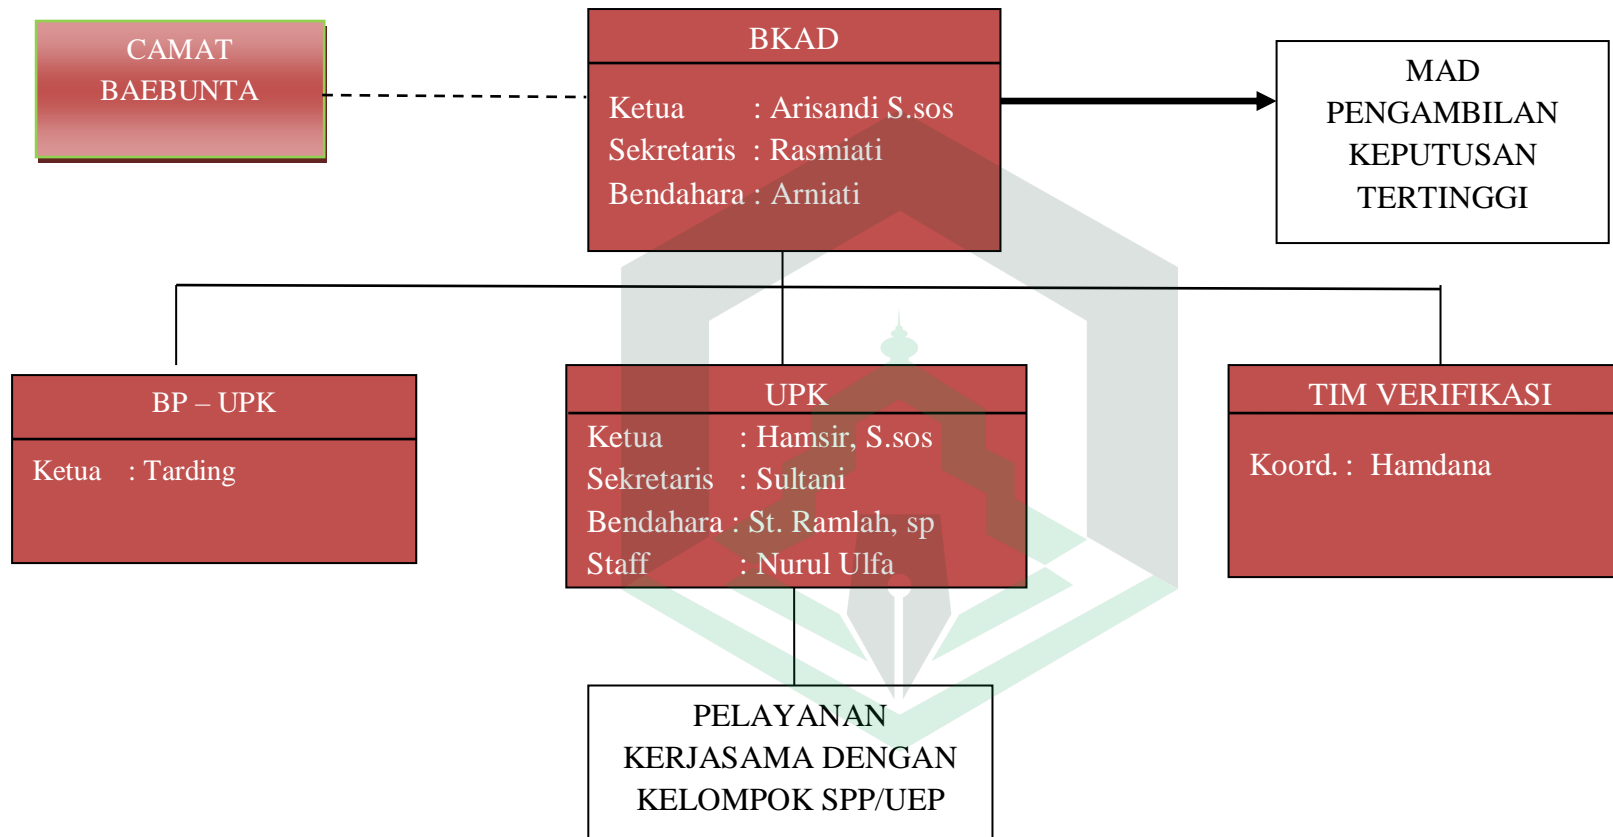 CAMAT
BAEBUNTA
BKAD
Ketua : Arisandi S.sos
Sekretaris : Rasmiati
Bendahara : Arniati
MAD
PENGAMBILAN
KEPUTUSAN
TERTINGGI
BP – UPK
Ketua : Tarding
UPK
Ketua : Hamsir, S.sos
Sekretaris : Sultani
Bendahara : St. Ramlah, sp
Staff : Nurul Ulfa
TIM VERIFIKASI
Koord. : Hamdana
PELAYANAN
KERJASAMA DENGAN
KELOMPOK SPP/UEP